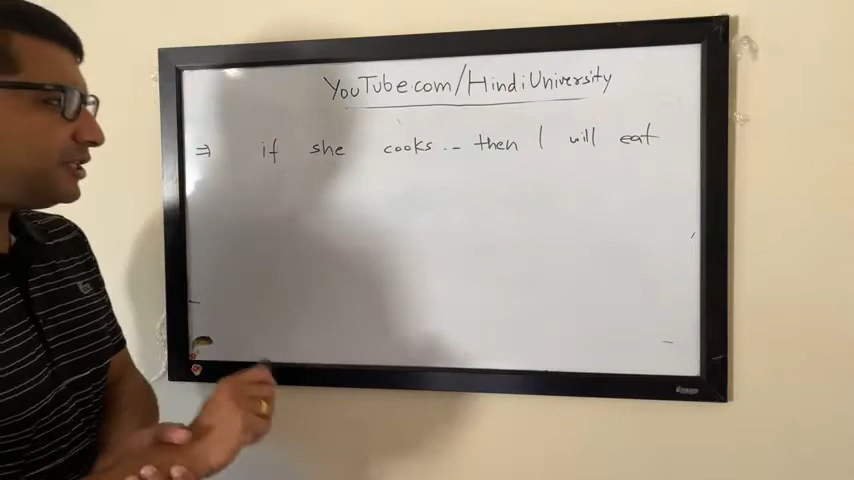 YouTube.com/HindiUniversity
⇒ if she cooks .. then I will eat